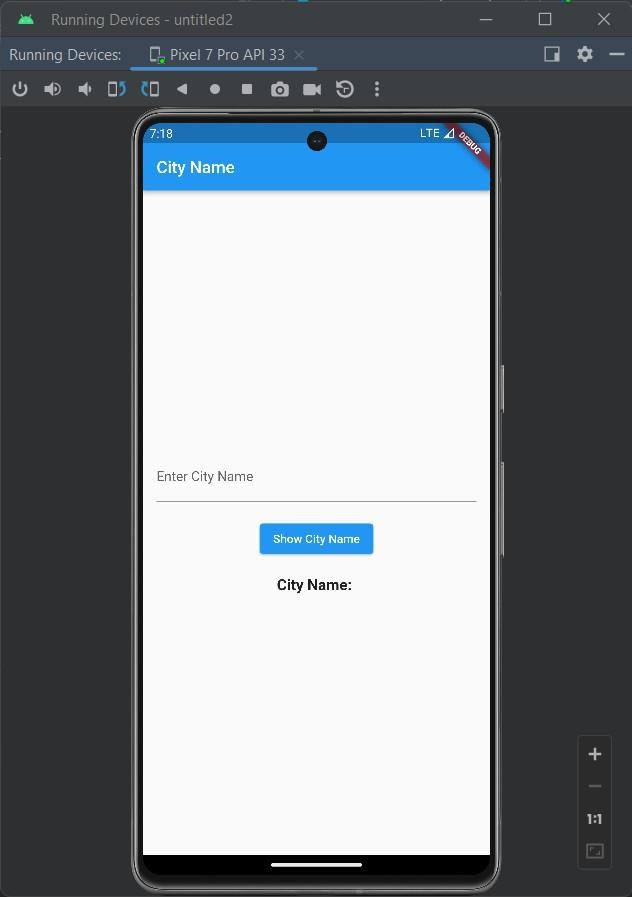 Running Devices - untitled2
Running Devices: Pixel 7 Pro API 33
7:18 LTE DEBUG
City Name
Enter City Name
Show City Name
City Name:
1:1